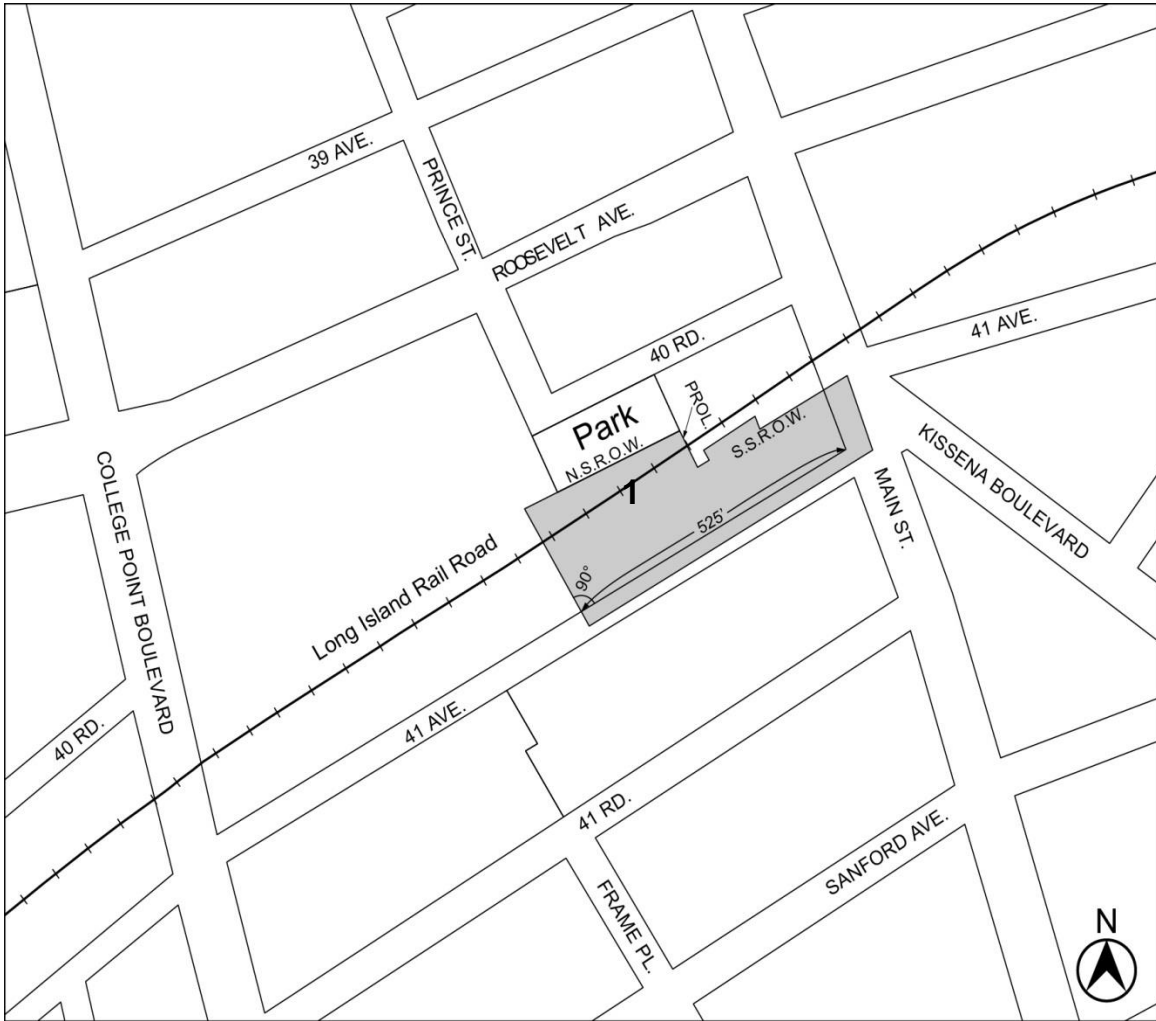 39 AVE.
PRINCE ST.
ROOSEVELT AVE.
40 RD.
41 AVE.
PROL.
Park
N.S.R.O.W.
S.S.R.O.W.
1
525'
90°
KISSENA BOULEVARD
MAIN ST.
COLLEGE POINT BOULEVARD
Long Island Rail Road
40 RD.
41 AVE.
41 RD.
SANFORD AVE.
FRAME PL.
N